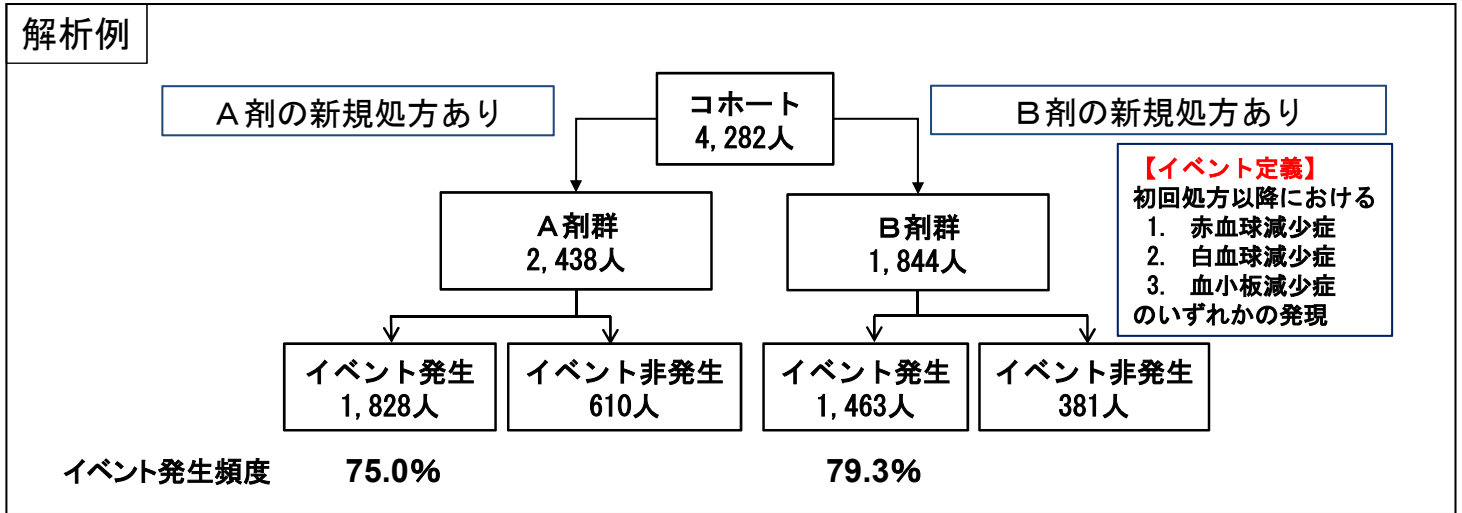 解析例
A剤の新規処方あり
コホート
4,282人
B剤の新規処方あり
【イベント定義】
初回処方以降における
1. 赤血球減少症
2. 白血球減少症
3. 血小板減少症
のいずれかの発現
A剤群
2,438人
B剤群
1,844人
イベント発生
1,828人
イベント非発生
610人
イベント発生
1,463人
イベント非発生
381人
イベント発生頻度 75.0% 79.3%